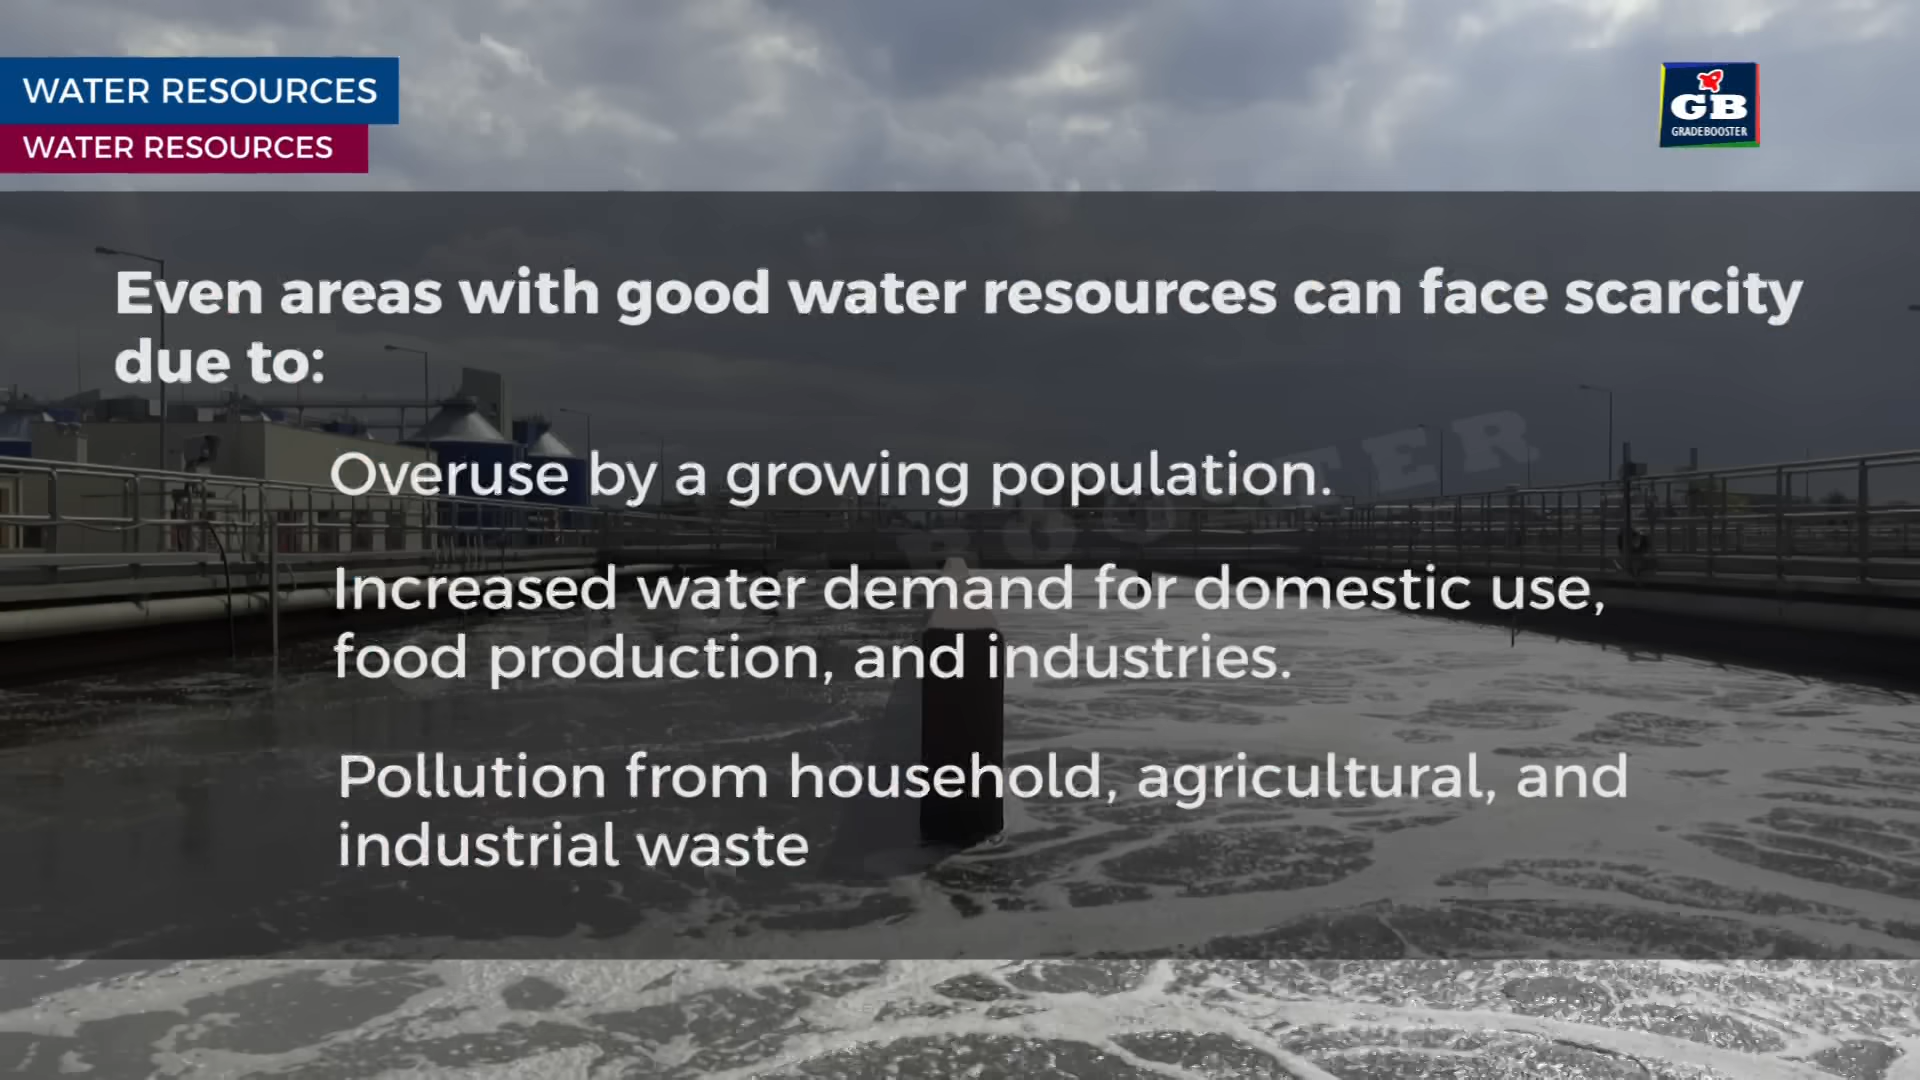 WATER RESOURCES
WATER RESOURCES
GB
GRADEBOOSTER
Even areas with good water resources can face scarcity
due to:
Overuse by a growing population.
Increased water demand for domestic use,
food production, and industries.
Pollution from household, agricultural, and
industrial waste